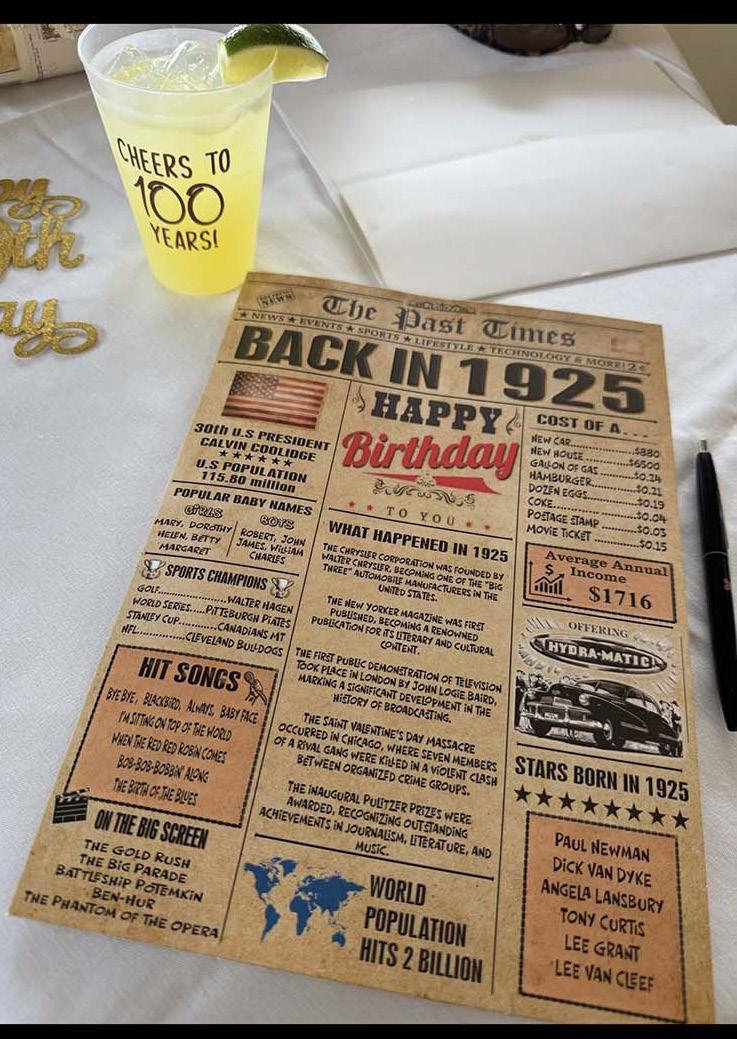 CHEERS TO
100
YEARS!
py
0th
ay
NEWS
The Past Times
★ NEWS ★ EVENTS ★ SPORTS ★ LIFESTYLE ★ TECHNOLOGY & MORE! 2¢
BACK IN 1925
30th U.S PRESIDENT
CALVIN COOLIDGE
★★★★★
U.S POPULATION
115.80 million
POPULAR BABY NAMES
GIRLS
MARY, DOROTHY
HELEN, BETTY
MARGARET
BOYS
ROBERT, JOHN
JAMES, WILLIAM
CHARLES
SPORTS CHAMPIONS
GOLF..................WALTER HAGEN
WORLD SERIES.....PITTEBURGH PIATES
STANLEY CUP............CANADIANS MT
NFL...............CLEVELAND BULLDOGS
HIT SONGS
BYE BYE, BLACKBIRD, ALWAYS, BABY FACE
I'M SITTING ON TOP OF THE WORLD
WHEN THE RED RED ROBIN COMES
BOB-BOB-BOBBIN' ALONG
THE BIRTH OF THE BLUES
ON THE BIG SCREEN
THE GOLD RUSH
THE BIG PARADE
BATTLESHIP POTEMKIN
BEN-HUR
THE PHANTOM OF THE OPERA
HAPPY
Birthday
★ ★ TO YOU ★ ★
WHAT HAPPENED IN 1925
THE CHRYSLER CORPORATION WAS FOUNDED BY
WALTER CHRYSLER, BECOMING ONE OF THE "BIG
THREE" AUTOMOBILE MANUFACTURERS IN THE
UNITED STATES.
THE NEW YORKER MAGAZINE WAS FIRST
PUBLISHED, BECOMING A RENOWNED
PUBLICATION FOR ITS LITERARY AND CULTURAL
CONTENT.
THE FIRST PUBLIC DEMONSTRATION OF TELEVISION
TOOK PLACE IN LONDON BY JOHN LOGIE BAIRD,
MARKING A SIGNIFICANT DEVELOPMENT IN THE
HISTORY OF BROADCASTING.
THE SAINT VALENTINE'S DAY MASSACRE
OCCURRED IN CHICAGO, WHERE SEVEN MEMBERS
OF A RIVAL GANG WERE KILLED IN A VIOLENT CLASH
BETWEEN ORGANIZED CRIME GROUPS.
THE INAUGURAL PULITZER PRIZES WERE
AWARDED, RECOGNIZING OUTSTANDING
ACHIEVEMENTS IN JOURNALISM, LITERATURE, AND
MUSIC.
WORLD
POPULATION
HITS 2 BILLION
COST OF A...
NEW CAR..................$880
NEW HOUSE..............$6500
GALLON OF GAS...........$0.24
HAMBURGER..............$0.21
DOZEN EGGS..............$0.19
COKE.....................$0.04
POSTAGE STAMP..........$0.03
MOVIE TICKET............$0.15
Average Annual
Income
$1716
OFFERING
HYDRA-MATIC
STARS BORN IN 1925
★★★★★★★★
PAUL NEWMAN
DICK VAN DYKE
ANGELA LANSBURY
TONY CURTIS
LEE GRANT
LEE VAN CLEEF